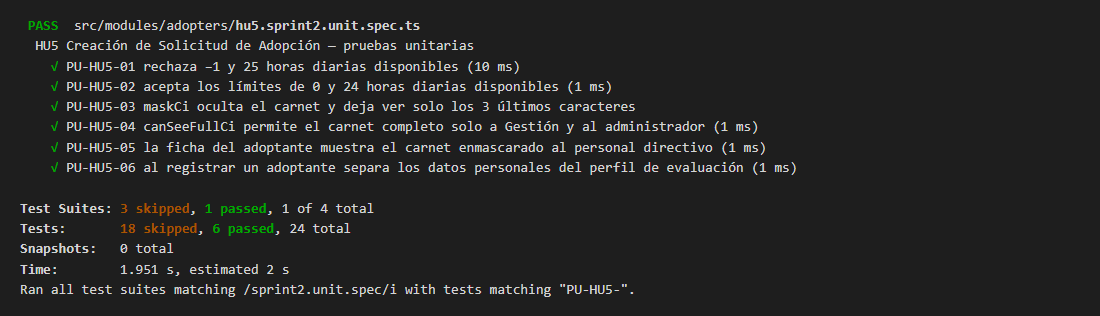 PASS src/modules/adopters/hu5.sprint2.unit.spec.ts
HU5 Creación de Solicitud de Adopción — pruebas unitarias
√ PU-HU5-01 rechaza −1 y 25 horas diarias disponibles (10 ms)
√ PU-HU5-02 acepta los límites de 0 y 24 horas diarias disponibles (1 ms)
√ PU-HU5-03 maskCi oculta el carnet y deja ver solo los 3 últimos caracteres
√ PU-HU5-04 canSeeFullCi permite el carnet completo solo a Gestión y al administrador (1 ms)
√ PU-HU5-05 la ficha del adoptante muestra el carnet enmascarado al personal directivo (1 ms)
√ PU-HU5-06 al registrar un adoptante separa los datos personales del perfil de evaluación (1 ms)
Test Suites: 3 skipped, 1 passed, 1 of 4 total
Tests: 18 skipped, 6 passed, 24 total
Snapshots: 0 total
Time: 1.951 s, estimated 2 s
Ran all test suites matching /sprint2.unit.spec/i with tests matching "PU-HU5-".